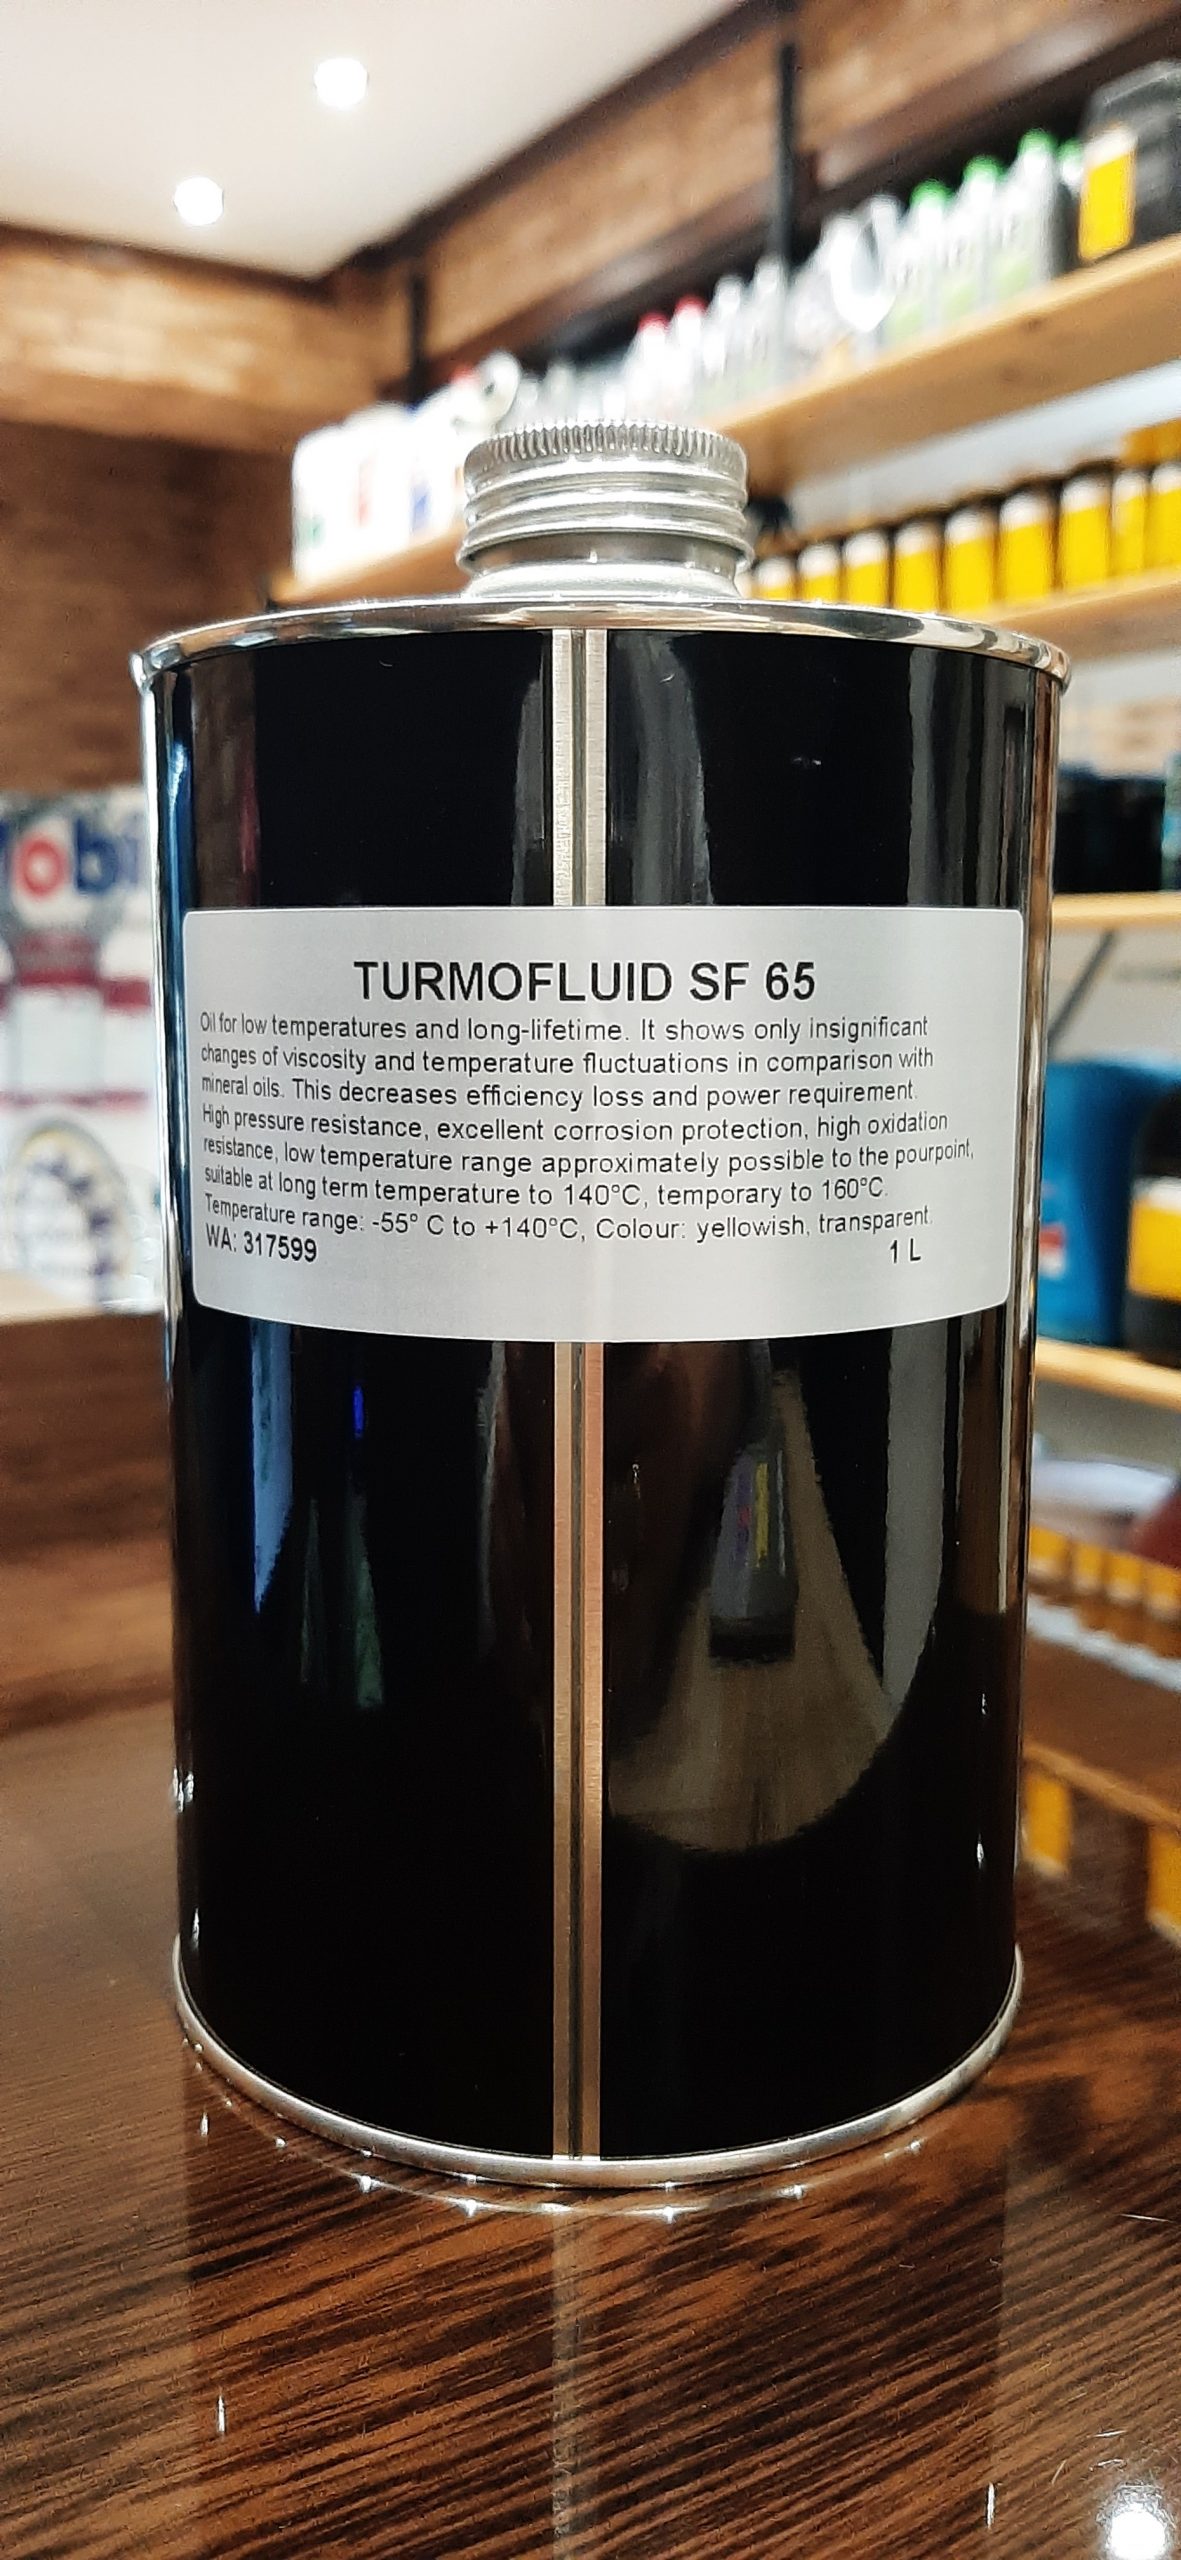 TURMOFLUID SF 65
Oil for low temperatures and long-lifetime. It shows only insignificant
changes of viscosity and temperature fluctuations in comparison with
mineral oils. This decreases efficiency loss and power requirement.
High pressure resistance, excellent corrosion protection, high oxidation
resistance, low temperature range approximately possible to the pourpoint,
suitable at long term temperature to 140°C, temporary to 160°C.
Temperature range: -55° C to +140°C, Colour: yellowish, transparent.
WA: 317599 1 L